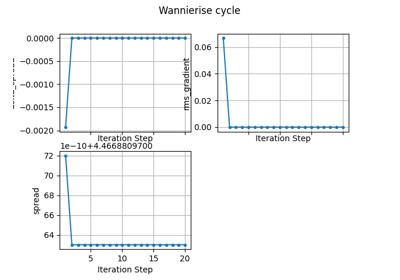 Wannierise cycle
0.0000
−0.0005
−0.0010
−0.0015
−0.0020
Iteration Step
0.06
0.04
0.02
0.00
rms_gradient
Iteration Step
1e−10+4.4668809700
72
70
68
66
64
spread
5 10 15 20
Iteration Step